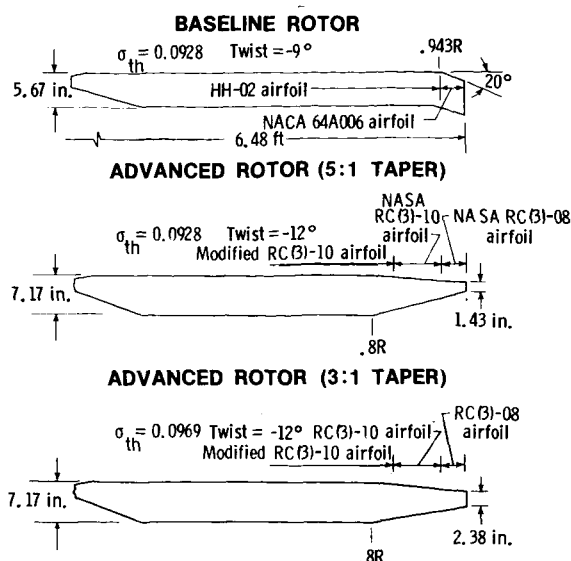 BASELINE ROTOR
σth = 0.0928 Twist = -9°
.943R
5.67 in.
HH-02 airfoil
20°
NACA 64A006 airfoil
6.48 ft
ADVANCED ROTOR (5:1 TAPER)
NASA
RC(3)-10
airfoil
NASA RC(3)-08
airfoil
σth = 0.0928 Twist = -12°
Modified RC(3)-10 airfoil
7.17 in.
1.43 in.
.8R
ADVANCED ROTOR (3:1 TAPER)
RC(3)-08
airfoil
σth = 0.0969 Twist = -12° RC(3)-10 airfoil
Modified RC(3)-10 airfoil
7.17 in.
2.38 in.
8R